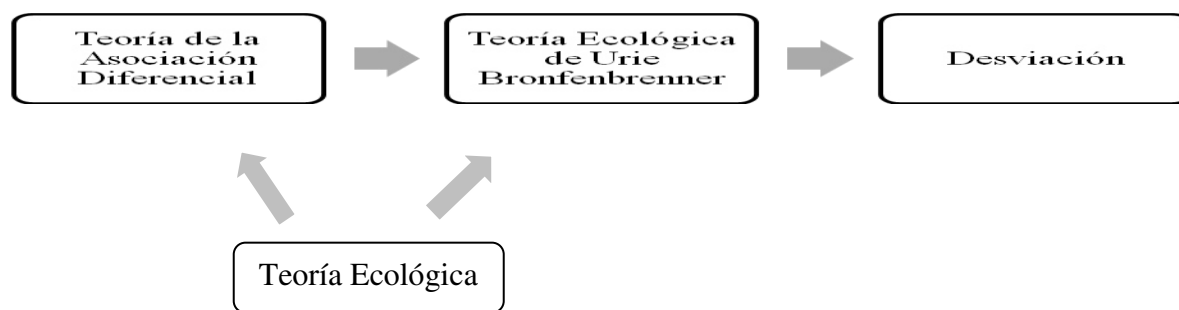 Teoría de la
Asociación
Diferencial
Teoría Ecológica
de Urie
Bronfenbrenner
Desviación
Teoría Ecológica